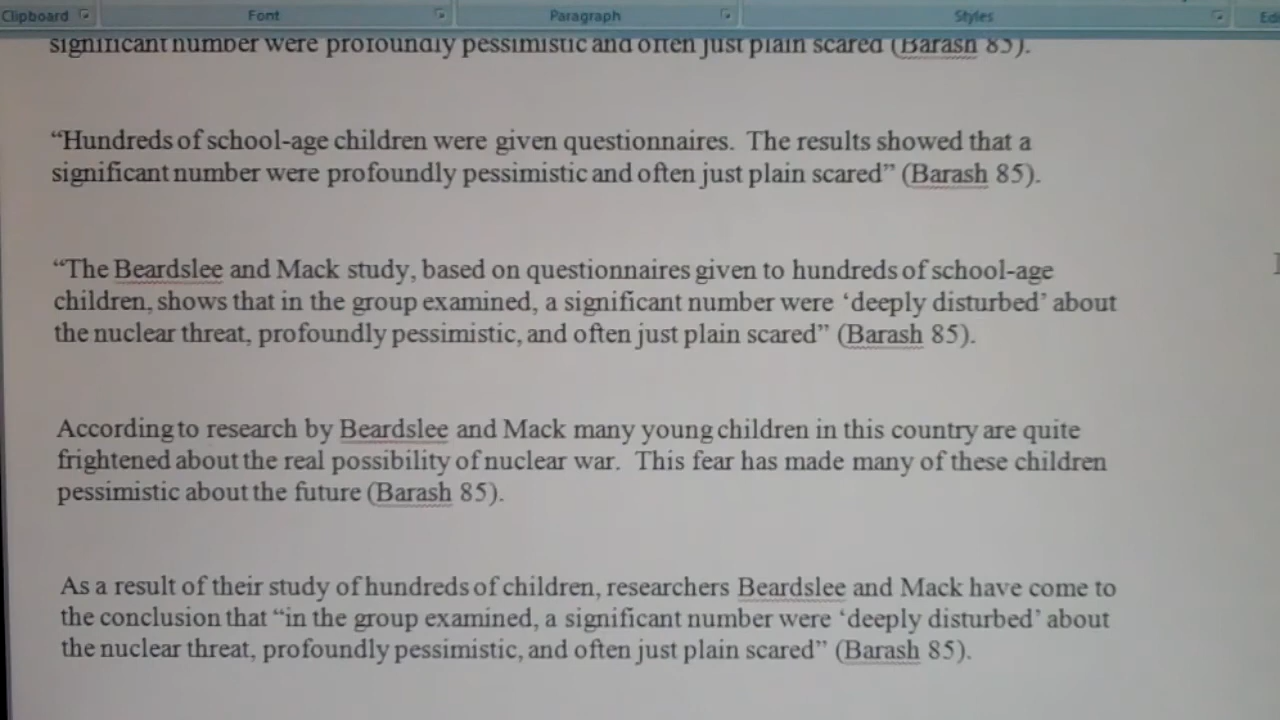 Clipboard Font Paragraph Styles
significant number were profoundly pessimistic and often just plain scared (Barash 85).
“Hundreds of school-age children were given questionnaires. The results showed that a
significant number were profoundly pessimistic and often just plain scared” (Barash 85).
“The Beardslee and Mack study, based on questionnaires given to hundreds of school-age
children, shows that in the group examined, a significant number were ‘deeply disturbed’ about
the nuclear threat, profoundly pessimistic, and often just plain scared” (Barash 85).
According to research by Beardslee and Mack many young children in this country are quite
frightened about the real possibility of nuclear war. This fear has made many of these children
pessimistic about the future (Barash 85).
As a result of their study of hundreds of children, researchers Beardslee and Mack have come to
the conclusion that “in the group examined, a significant number were ‘deeply disturbed’ about
the nuclear threat, profoundly pessimistic, and often just plain scared” (Barash 85).